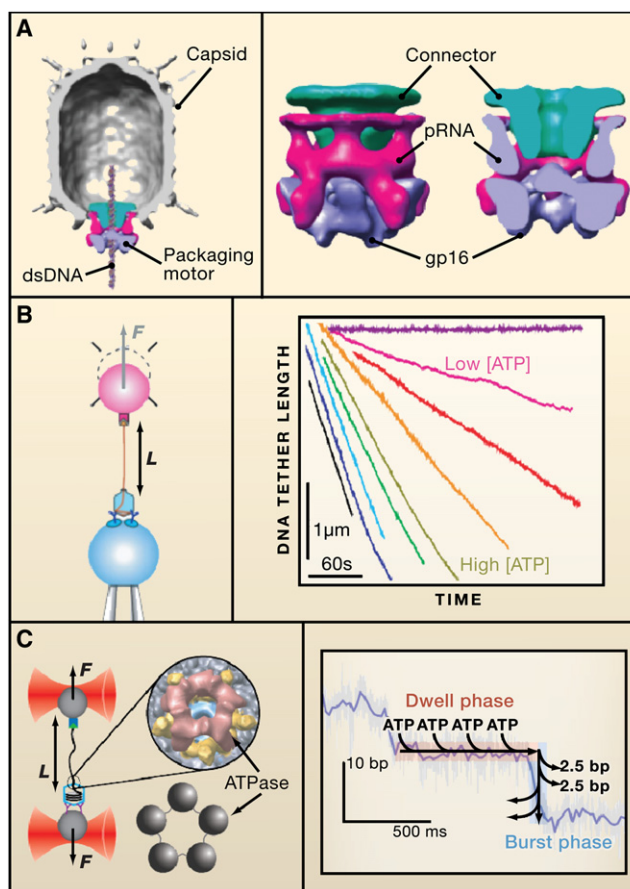 A
Capsid
dsDNA
Packaging
motor
Connector
pRNA
gp16
B
F
L
DNA TETHER LENGTH
Low [ATP]
High [ATP]
1µm
60s
TIME
C
F
L
F
ATPase
Dwell phase
ATP ATP ATP ATP
10 bp
2.5 bp
2.5 bp
500 ms
Burst phase